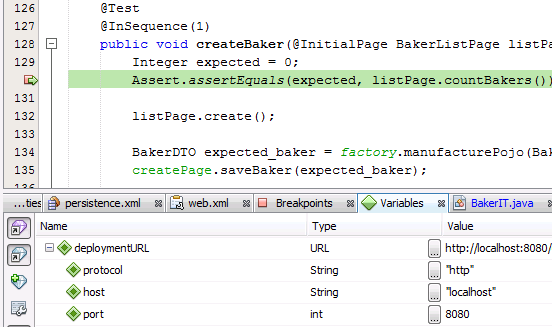 126 @Test
127 @InSequence(1)
128 public void createBaker(@InitialPage BakerListPage listPa
129 Integer expected = 0;
Assert.assertEquals(expected, listPage.countBakers())
131
132 listPage.create();
133
134 BakerDTO expected_baker = factory.manufacturePojo(Ba
135 createPage.saveBaker(expected_baker);
136
...ties persistence.xml web.xml Breakpoints Variables BakerIT.java
Name Type Value
deploymentURL URL ... http://localhost:8080/
protocol String ... "http"
host String ... "localhost"
port int ... 8080